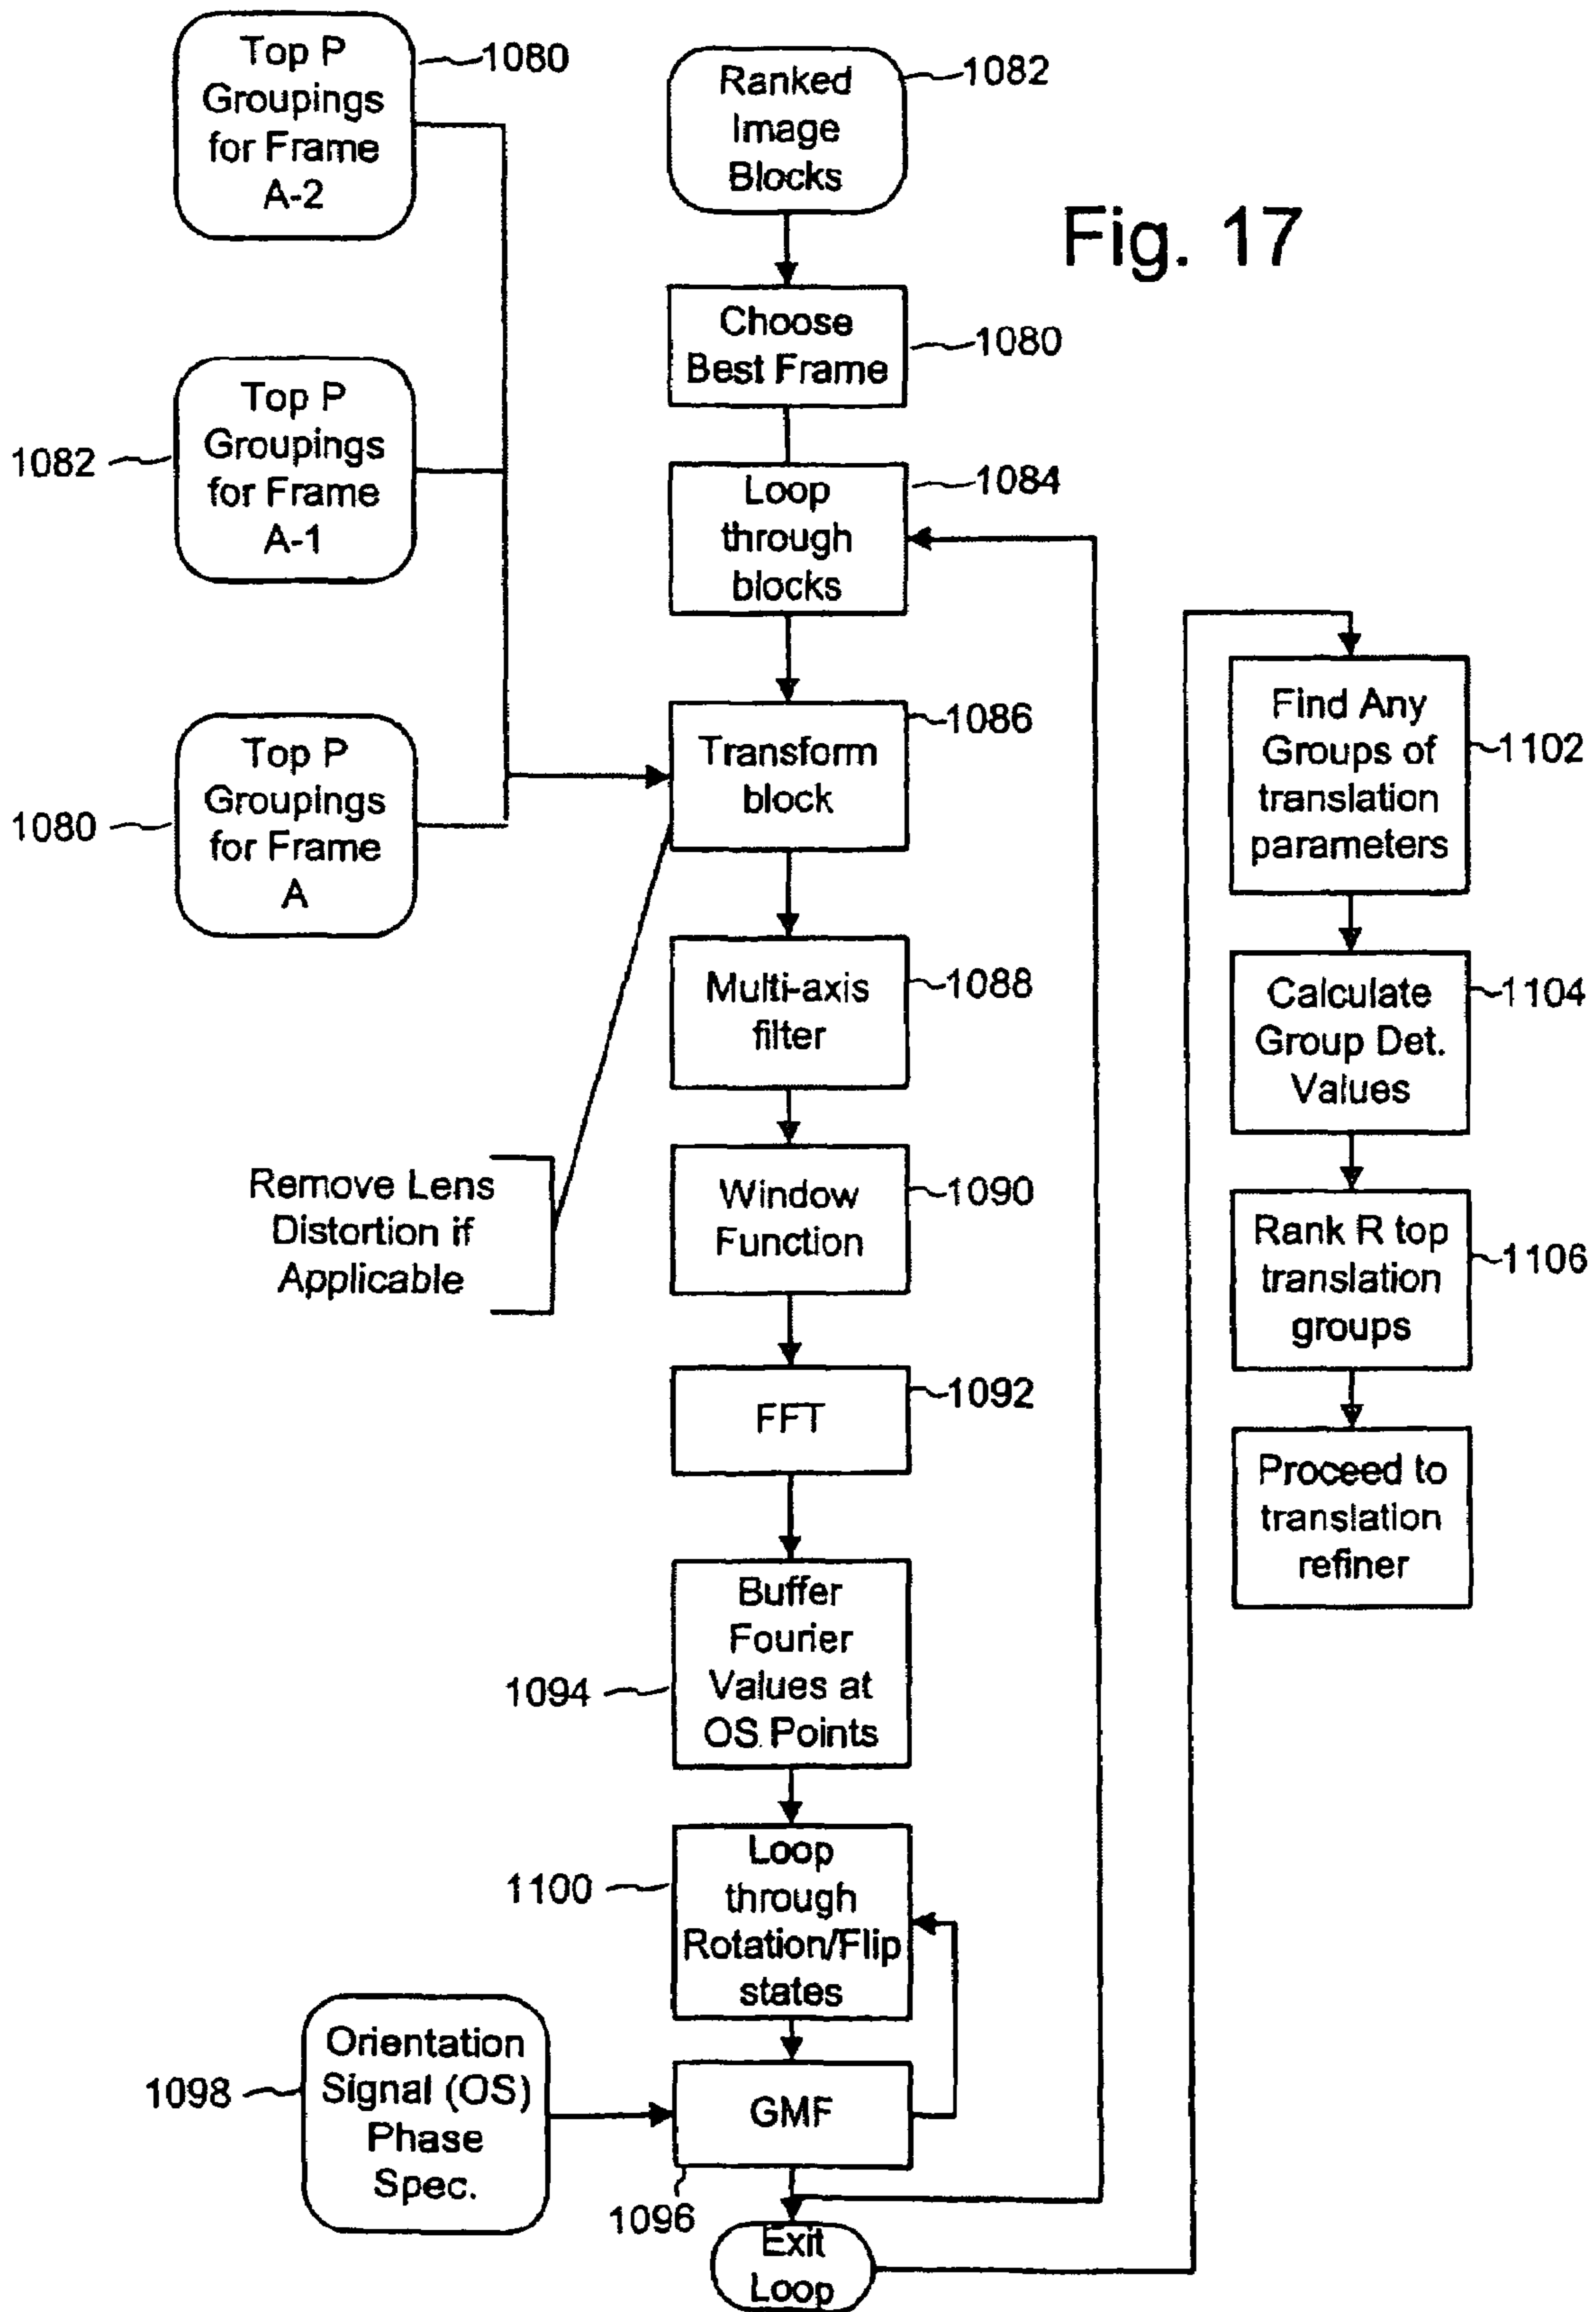 Top P
Groupings
for Frame
A-2
1080
Ranked
Image
Blocks
1082
Fig. 17
Choose
Best Frame
1080
Top P
Groupings
for Frame
A-1
1082
Loop
through
blocks
1084
Top P
Groupings
for Frame
A
1080
Transform
block
1086
Multi-axis
filter
1088
Remove Lens
Distortion if
Applicable
Window
Function
1090
FFT
1092
Buffer
Fourier
Values at
OS Points
1094
Loop
through
Rotation/Flip
states
1100
Orientation
Signal (OS)
Phase
Spec.
1098
GMF
1096
Exit
Loop
Find Any
Groups of
translation
parameters
1102
Calculate
Group Det.
Values
1104
Rank R top
translation
groups
1106
Proceed to
translation
refiner